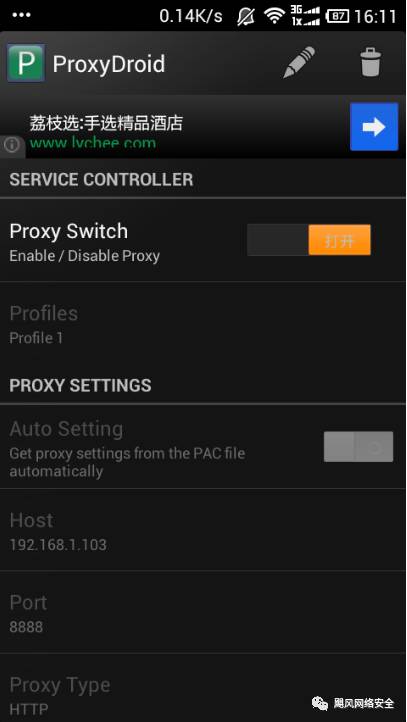 0.14K/s 3G 1x 87 16:11
P ProxyDroid
荔枝选:手选精品酒店
www.lychee.com
SERVICE CONTROLLER
Proxy Switch
打开
Enable / Disable Proxy
Profiles
Profile 1
PROXY SETTINGS
Auto Setting
Get proxy settings from the PAC file
automatically
Host
192.168.1.103
Port
8888
Proxy Type
HTTP
飓风网络安全